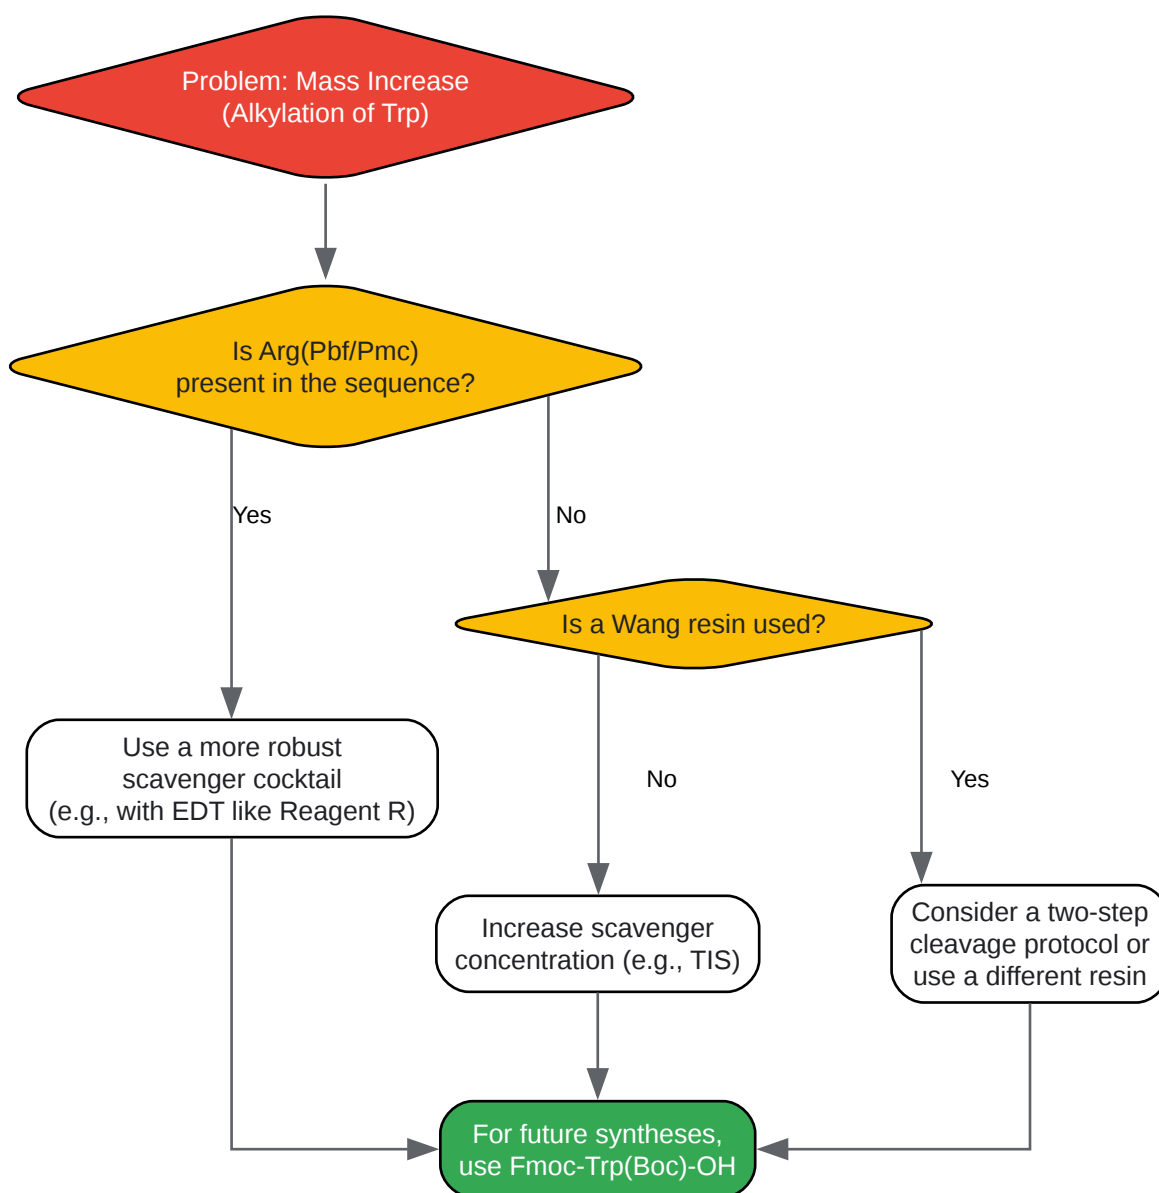 Problem: Mass Increase
(Alkylation of Trp)
Is Arg(Pbf/Pmc)
present in the sequence?
Yes
No
Is a Wang resin used?
Use a more robust
scavenger cocktail
(e.g., with EDT like Reagent R)
No
Yes
Increase scavenger
concentration (e.g., TIS)
Consider a two-step
cleavage protocol or
use a different resin
For future syntheses,
use Fmoc-Trp(Boc)-OH